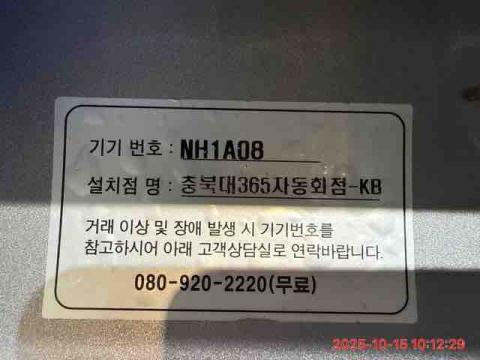 기기 번호 : NH1A08
설치점 명 : 충북대365자동화점-KB
거래 이상 및 장애 발생 시 기기번호를
참고하시어 아래 고객상담실로 연락바랍니다.
080-920-2220(무료)
2025-10-15 10:12:29